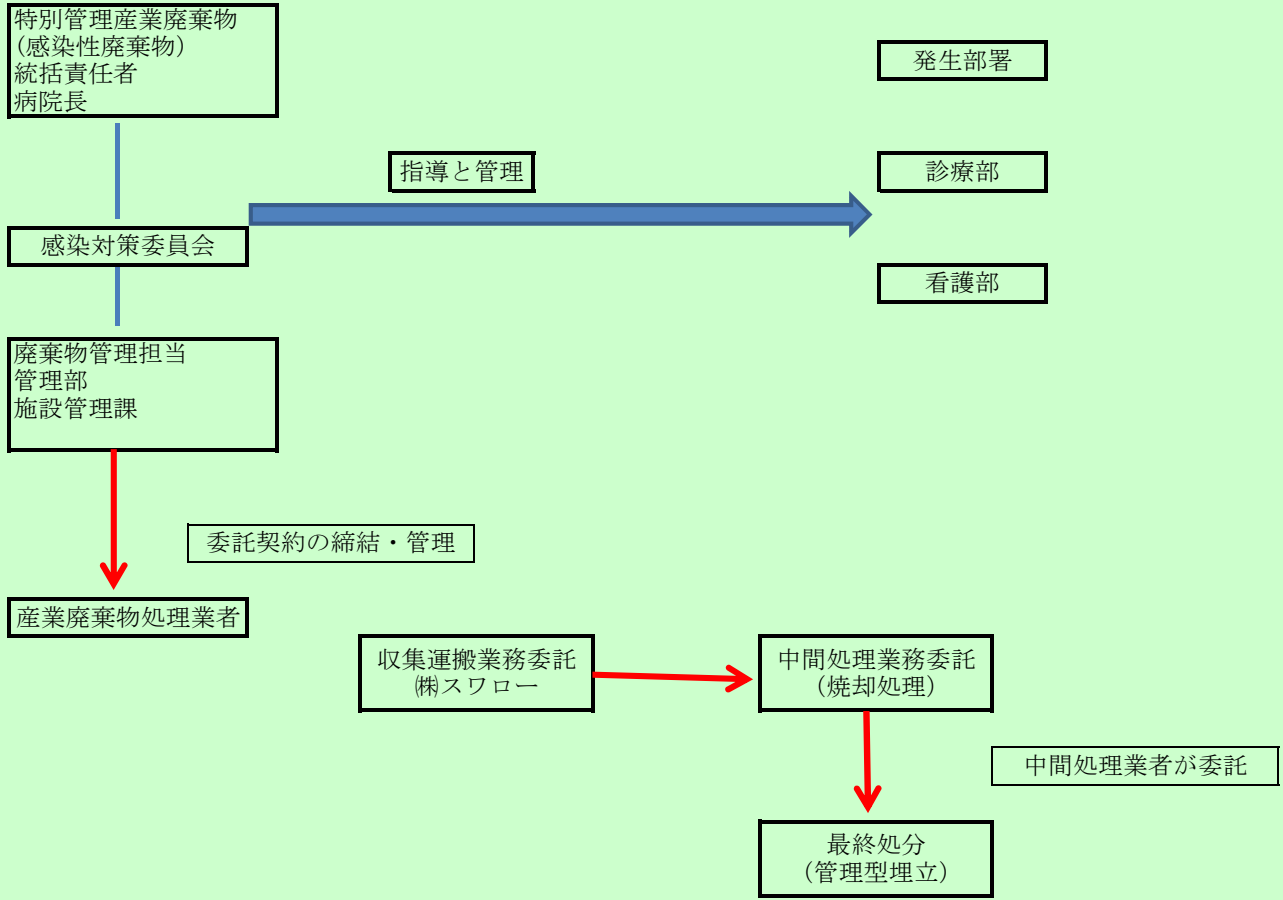 特別管理産業廃棄物
(感染性廃棄物)
統括責任者
病院長
発生部署
指導と管理
診療部
感染対策委員会
看護部
廃棄物管理担当
管理部
施設管理課
委託契約の締結・管理
産業廃棄物処理業者
収集運搬業務委託
㈱スワロー
中間処理業務委託
(焼却処理)
中間処理業者が委託
最終処分
(管理型埋立)